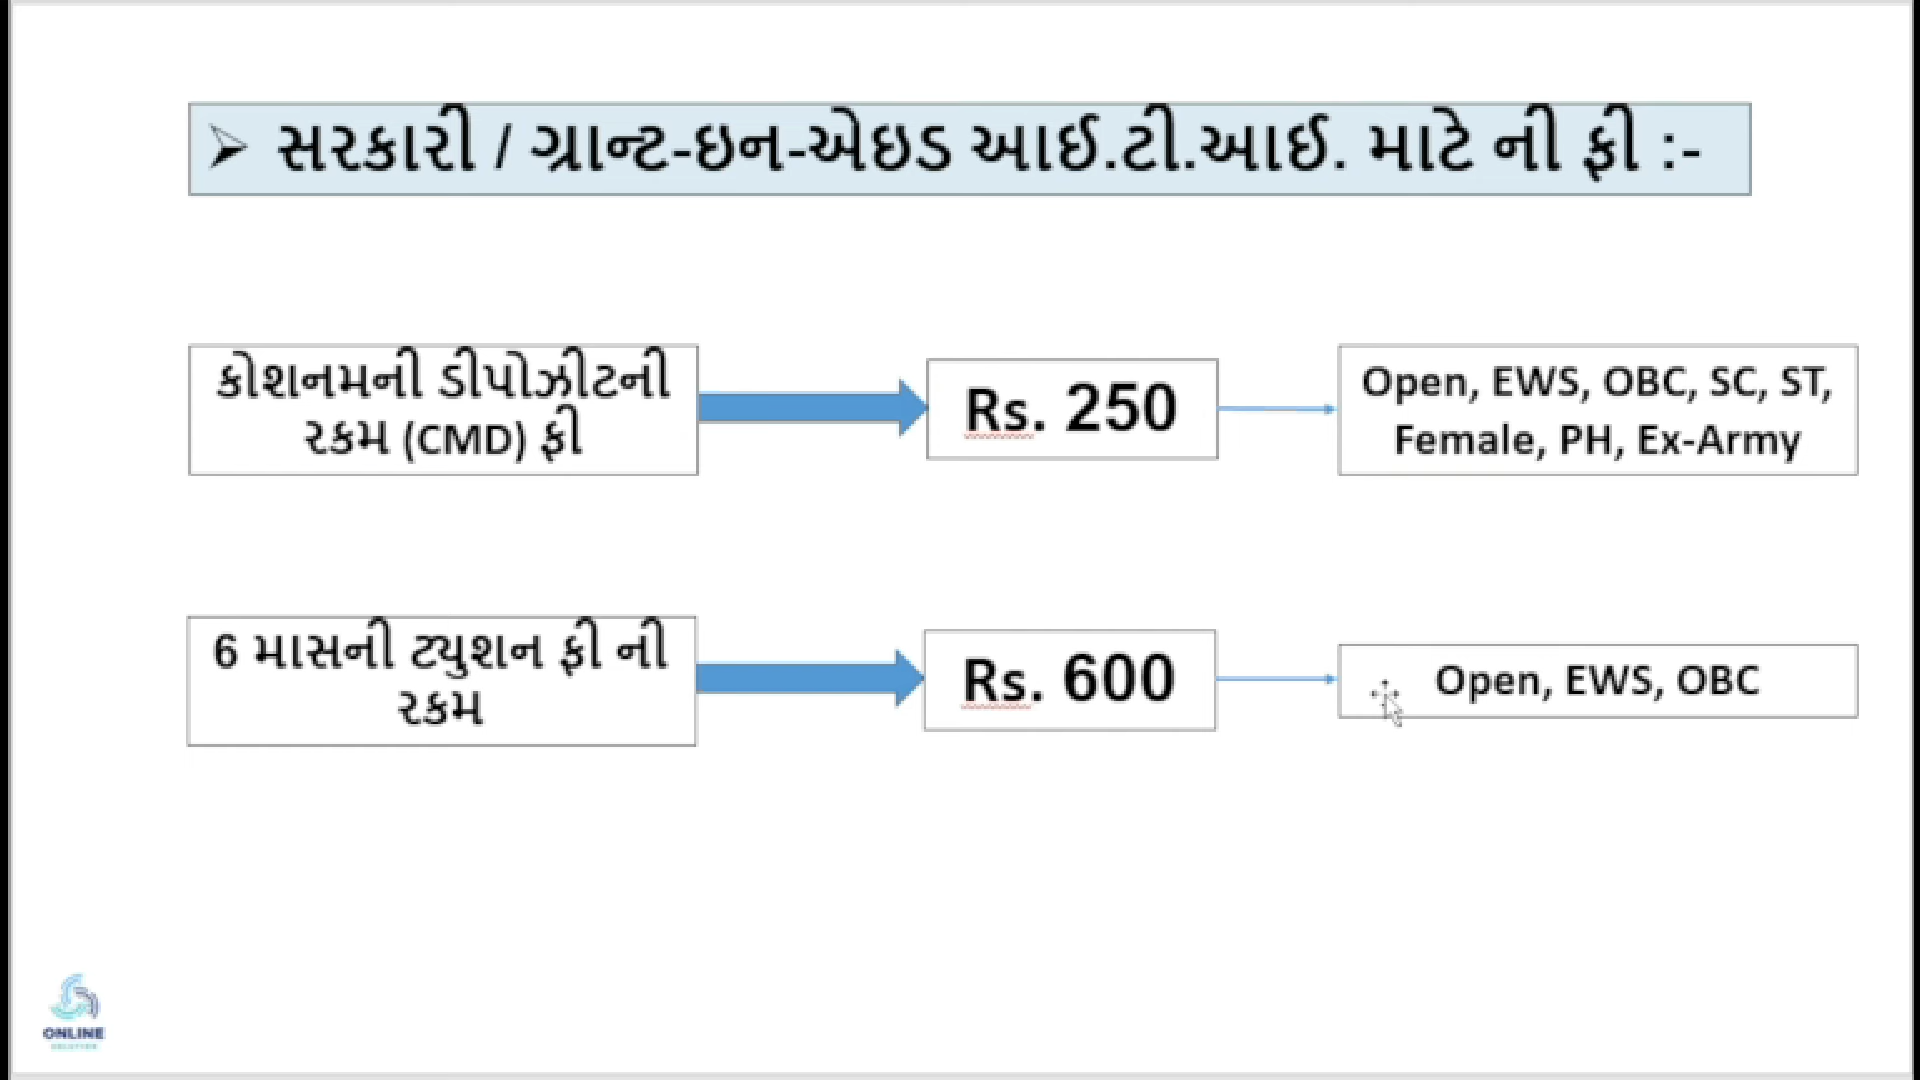 ➢ સરકારી / ગ્રાન્ટ-ઇન-એઇડ આઈ.ટી.આઈ. માટે ની ફી :-
કોશનમની ડીપોઝીટની
રકમ (CMD) ફી
Rs. 250
Open, EWS, OBC, SC, ST,
Female, PH, Ex-Army
6 માસની ટ્યુશન ફી ની
રકમ
Rs. 600
Open, EWS, OBC
ONLINE